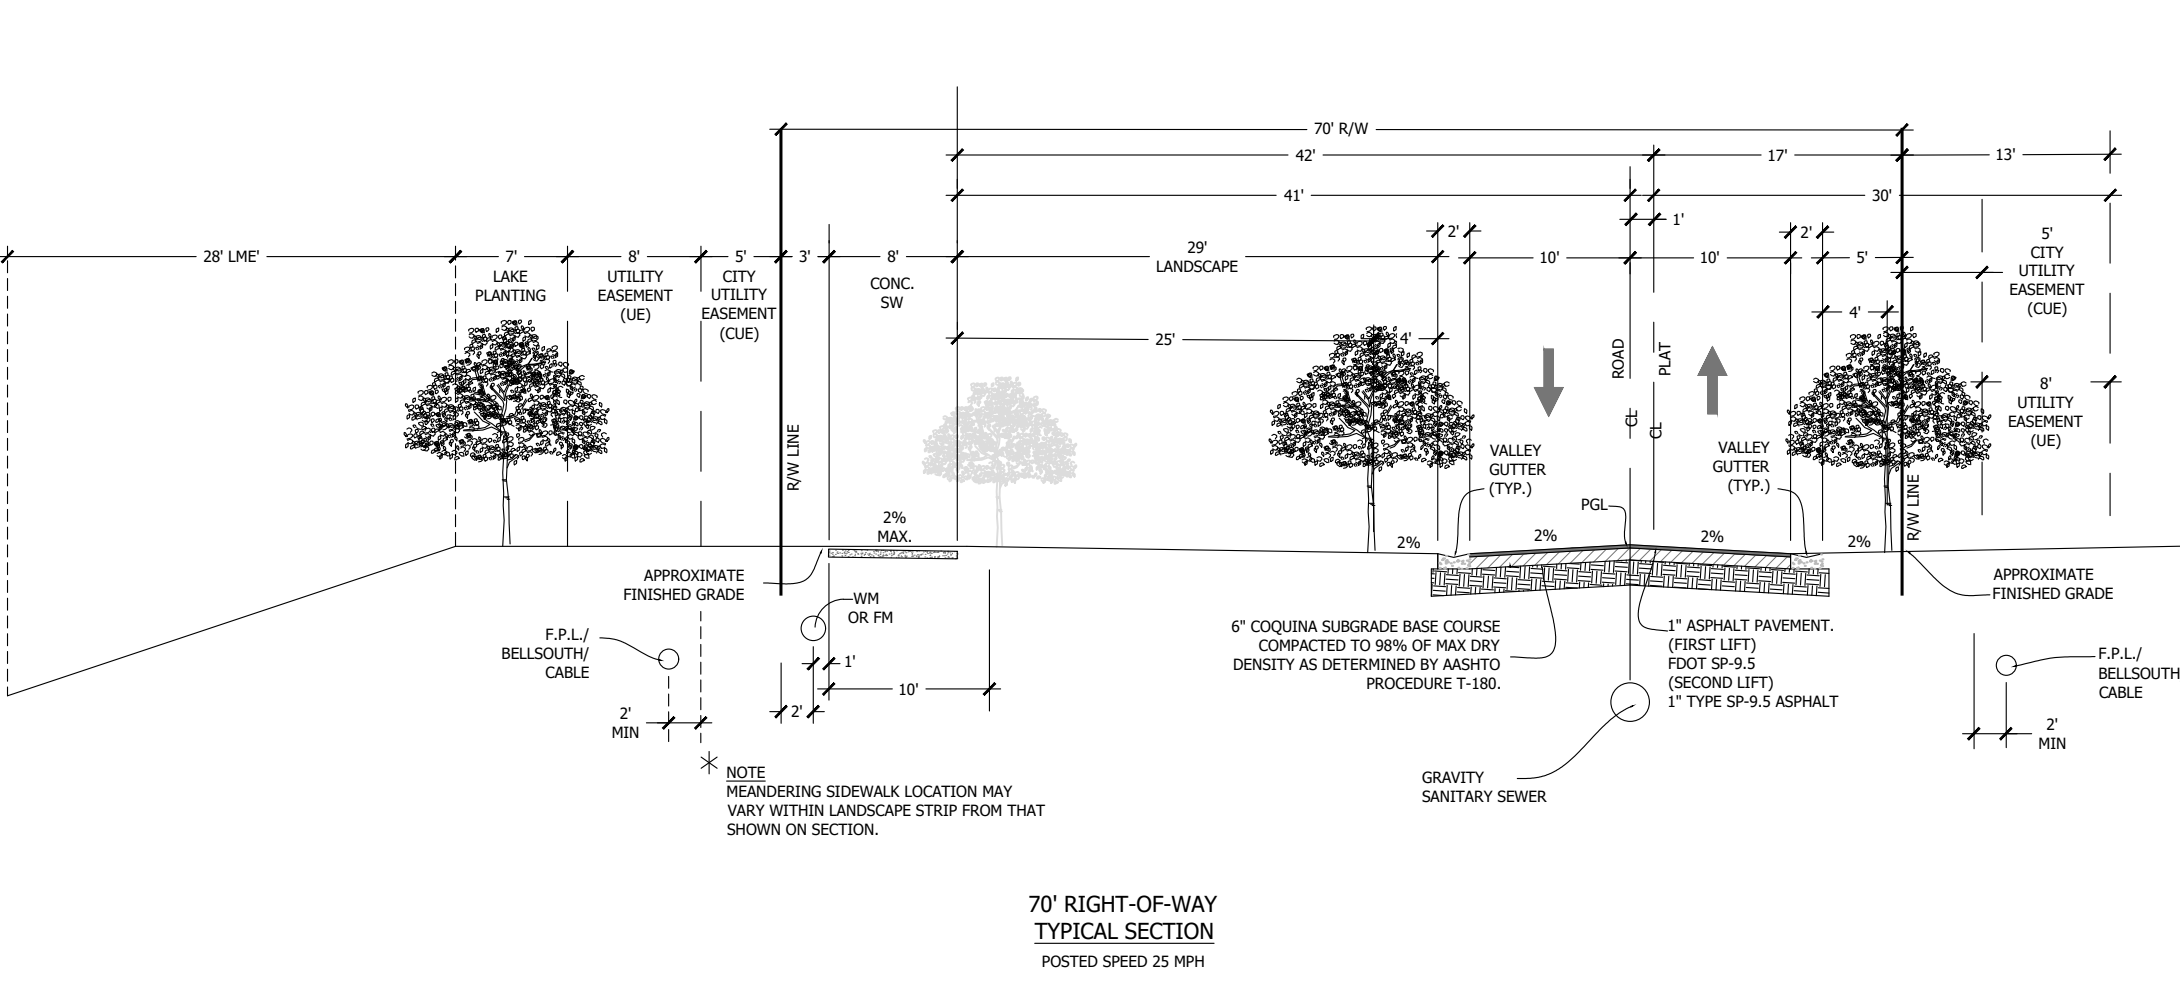 70' R/W
42'
17'
13'
41'
30'
1'
2'
2'
28' LME'
7'
LAKE
PLANTING
8'
UTILITY
EASEMENT
(UE)
5'
CITY
UTILITY
EASEMENT
(CUE)
3'
8'
CONC.
SW
29'
LANDSCAPE
10'
10'
5'
5'
CITY
UTILITY
EASEMENT
(CUE)
4'
25'
4'
ROAD
CL
PLAT
CL
8'
UTILITY
EASEMENT
(UE)
R/W LINE
VALLEY
GUTTER
(TYP.)
VALLEY
GUTTER
(TYP.)
R/W LINE
PGL
2%
MAX.
2%
2%
2%
2%
APPROXIMATE
FINISHED GRADE
WM
OR FM
F.P.L./
BELLSOUTH/
CABLE
1'
10'
2'
2'
MIN
6" COQUINA SUBGRADE BASE COURSE
COMPACTED TO 98% OF MAX DRY
DENSITY AS DETERMINED BY AASHTO
PROCEDURE T-180.
1" ASPHALT PAVEMENT.
(FIRST LIFT)
FDOT SP-9.5
(SECOND LIFT)
1" TYPE SP-9.5 ASPHALT
APPROXIMATE
FINISHED GRADE
F.P.L./
BELLSOUTH
CABLE
2'
MIN
GRAVITY
SANITARY SEWER
NOTE
MEANDERING SIDEWALK LOCATION MAY
VARY WITHIN LANDSCAPE STRIP FROM THAT
SHOWN ON SECTION.
70' RIGHT-OF-WAY
TYPICAL SECTION
POSTED SPEED 25 MPH